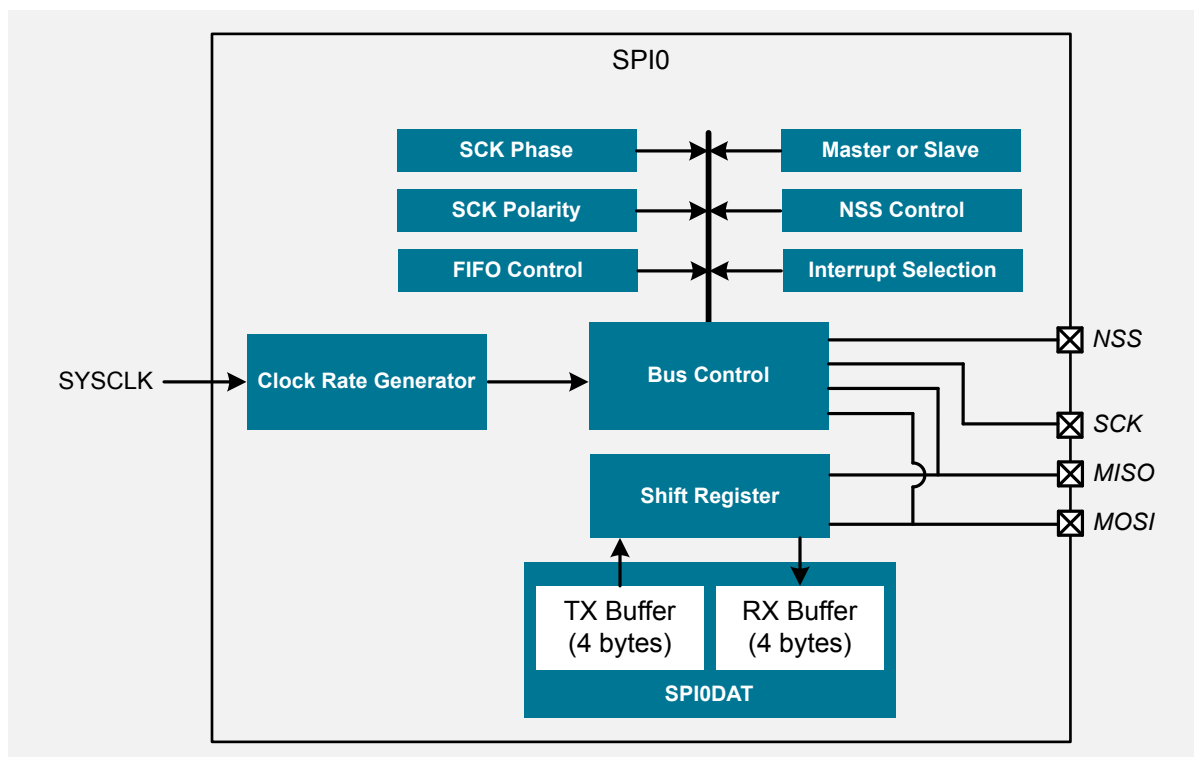 SPI0
SCK Phase
Master or Slave
SCK Polarity
NSS Control
FIFO Control
Interrupt Selection
SYSCLK
Clock Rate Generator
Bus Control
NSS
SCK
MISO
MOSI
Shift Register
TX Buffer
(4 bytes)
RX Buffer
(4 bytes)
SPI0DAT